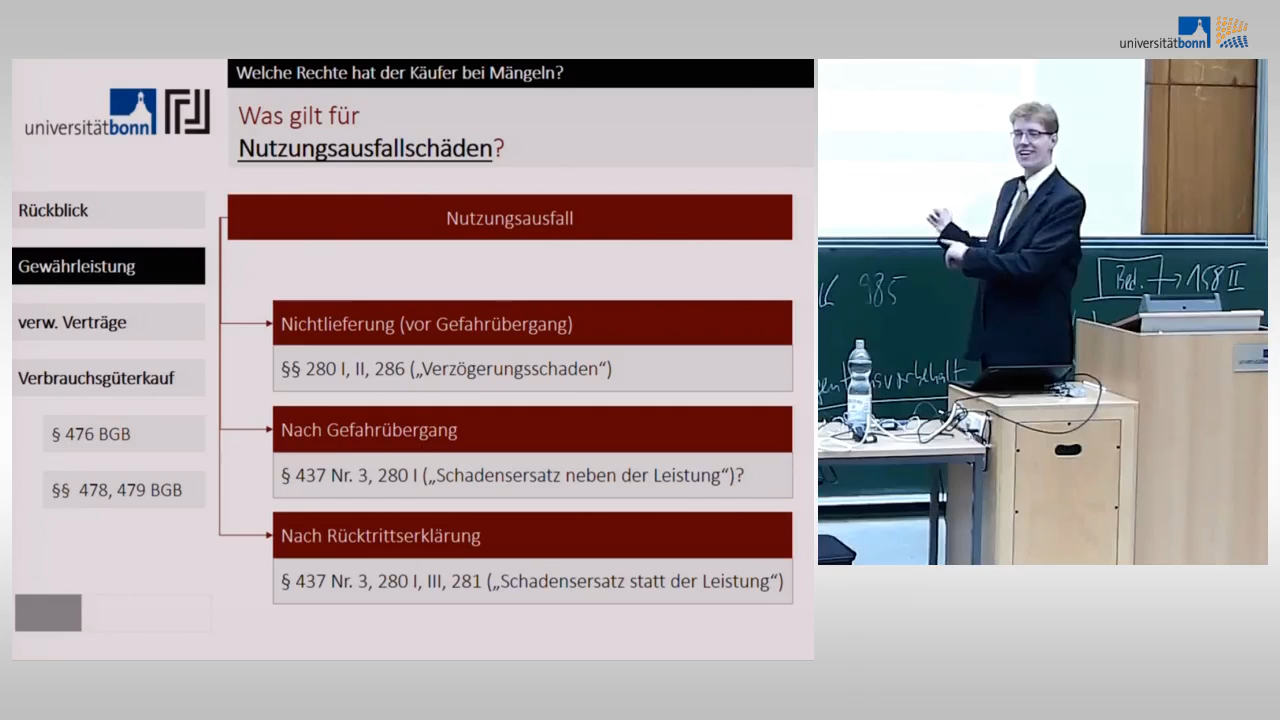 universitätbonn
Welche Rechte hat der Käufer bei Mängeln?
universitätbonn
Was gilt für
Nutzungsausfallschäden?
Rückblick
Gewährleistung
verw. Verträge
Verbrauchsgüterkauf
§ 476 BGB
§§ 478, 479 BGB
Nutzungsausfall
Nichtlieferung (vor Gefahrübergang)
§§ 280 I, II, 286 („Verzögerungsschaden“)
Nach Gefahrübergang
§ 437 Nr. 3, 280 I („Schadensersatz neben der Leistung“)?
Nach Rücktrittserklärung
§ 437 Nr. 3, 280 I, III, 281 („Schadensersatz statt der Leistung“)
985
Bed. → 158 II